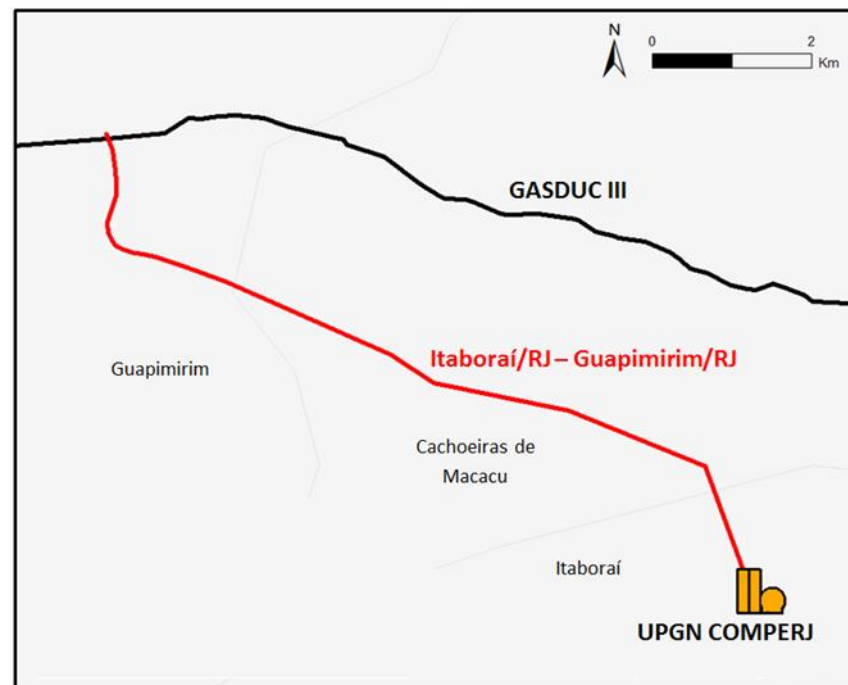 N
0 2
Km
GASDUC III
Itaboraí/RJ – Guapimirim/RJ
Guapimirim
Cachoeiras de
Macacu
Itaboraí
UPGN COMPERJ